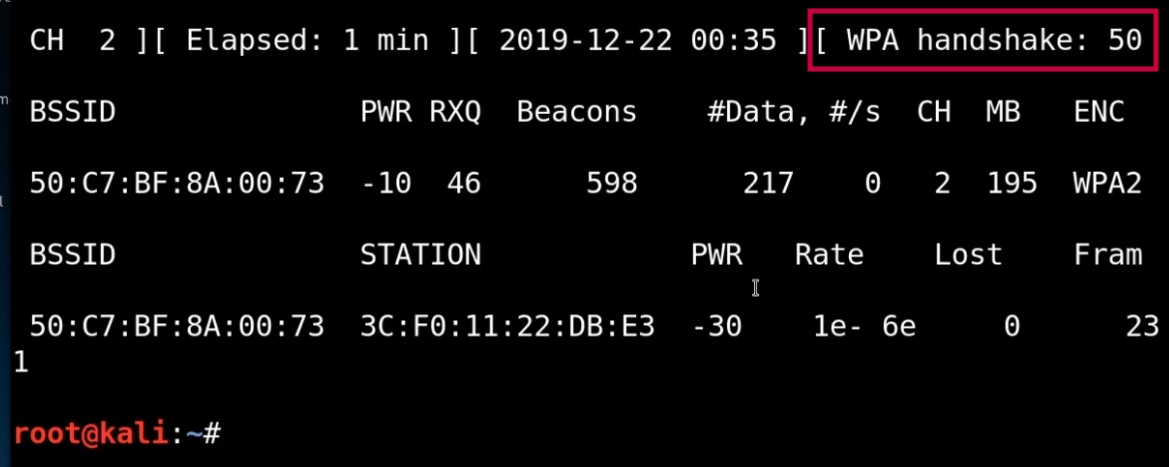 CH 2 ][ Elapsed: 1 min ][ 2019-12-22 00:35 ][ WPA handshake: 50
BSSID PWR RXQ Beacons #Data, #/s CH MB ENC
50:C7:BF:8A:00:73 -10 46 598 217 0 2 195 WPA2
BSSID STATION PWR Rate Lost Fram
50:C7:BF:8A:00:73 3C:F0:11:22:DB:E3 -30 1e- 6e 0 23
1
root@kali:~#